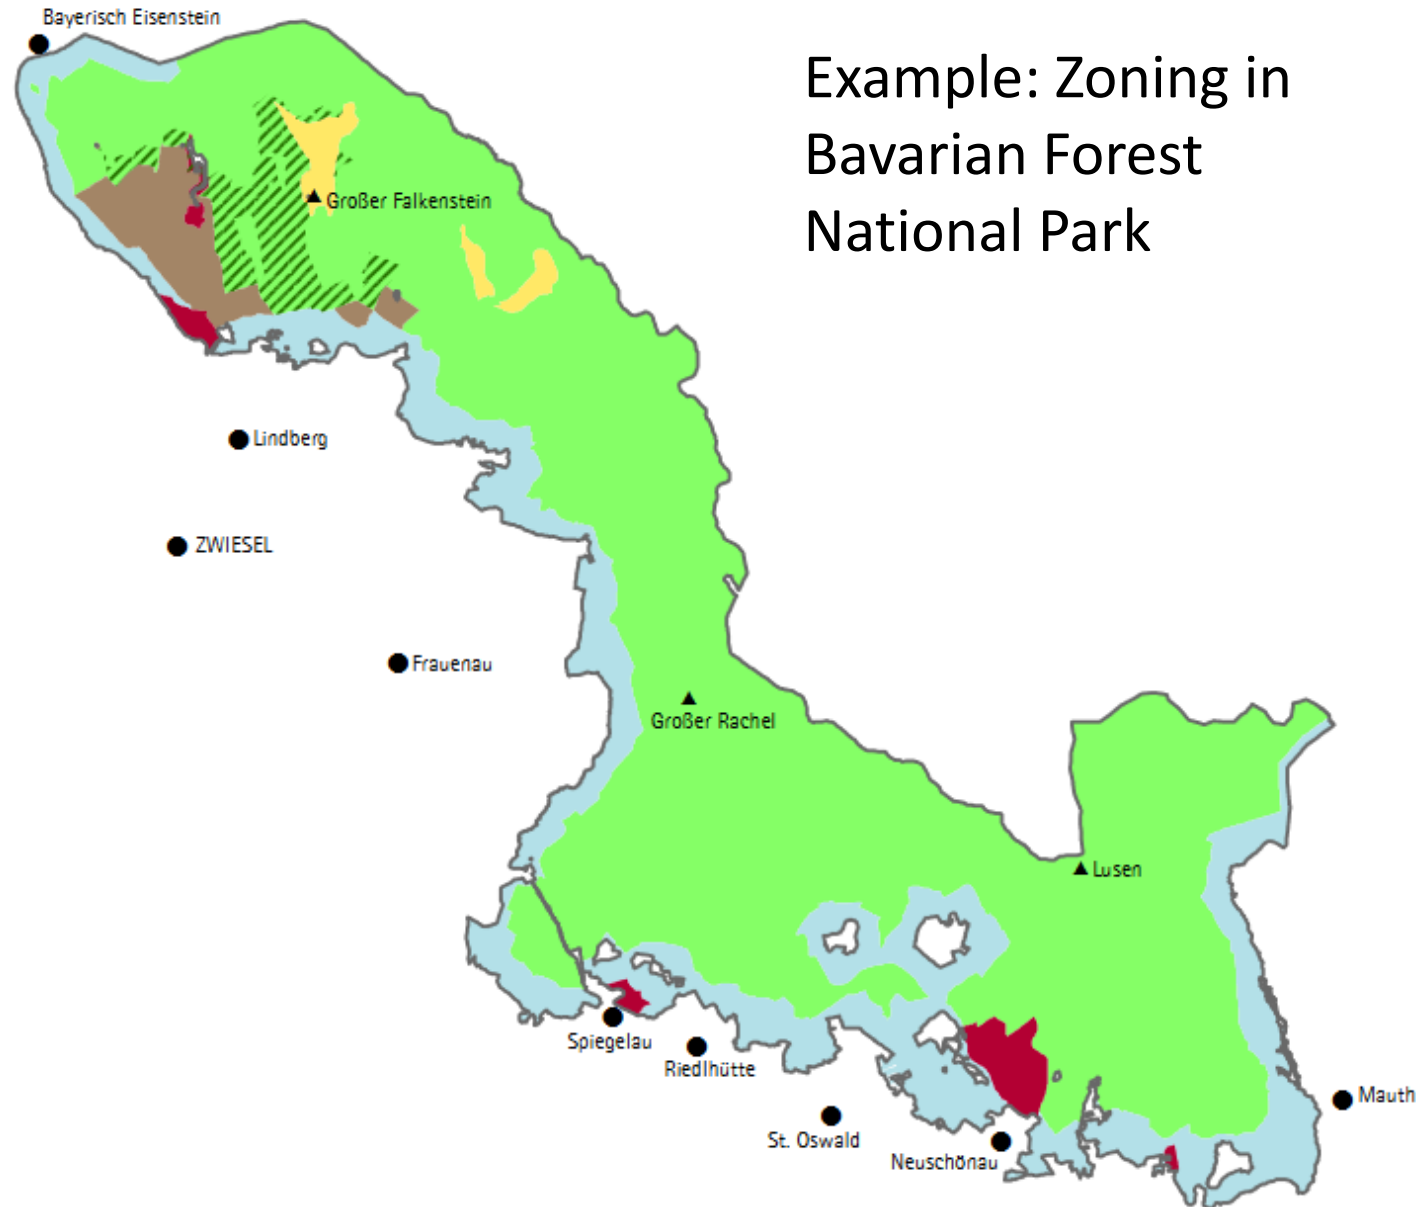 Bayerisch Eisenstein
Example: Zoning in
Bavarian Forest
National Park
Großer Falkenstein
Lindberg
ZWIESEL
Frauenau
Großer Rachel
Lusen
Spiegelau
Riedlhütte
St. Oswald
Neuschönau
Mauth